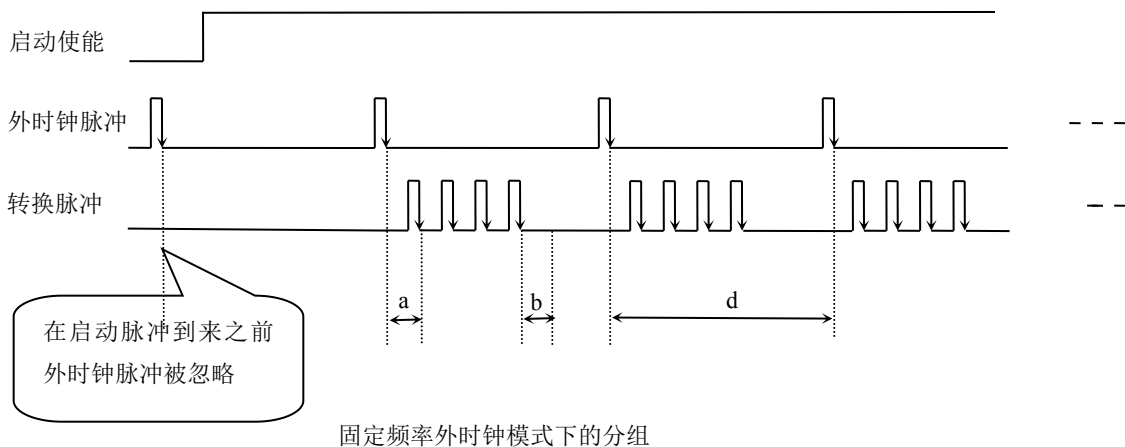 启动使能
外时钟脉冲
转换脉冲
a
b
d
在启动脉冲到来之前
外时钟脉冲被忽略
固定频率外时钟模式下的分组